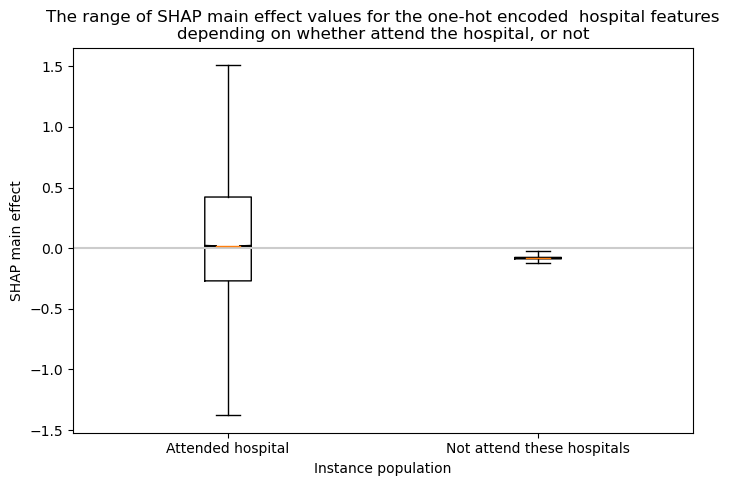 The range of SHAP main effect values for the one-hot encoded  hospital features
depending on whether attend the hospital, or not
1.5
1.0
0.5
0.0
−0.5
−1.0
−1.5
SHAP main effect
Attended hospital
Not attend these hospitals
Instance population